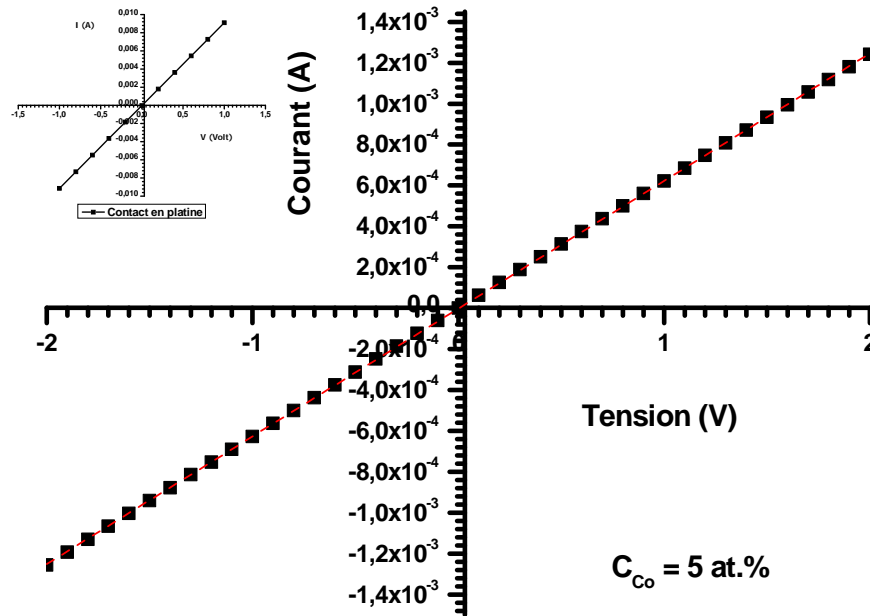 I (A)
0,010
0,008
0,006
0,004
0,002
0,000
-0,002
-0,004
-0,006
-0,008
-0,010
-1,5 -1,0 -0,5 0,0 0,5 1,0 1,5
V (Volt)
Contact en platine
Courant (A)
1,4x10⁻³
1,2x10⁻³
1,0x10⁻³
8,0x10⁻⁴
6,0x10⁻⁴
4,0x10⁻⁴
2,0x10⁻⁴
0,0
-2 -1 0 1 2
-2,0x10⁻⁴
-4,0x10⁻⁴
-6,0x10⁻⁴
-8,0x10⁻⁴
-1,0x10⁻³
-1,2x10⁻³
-1,4x10⁻³
Tension (V)
C_Co = 5 at.%